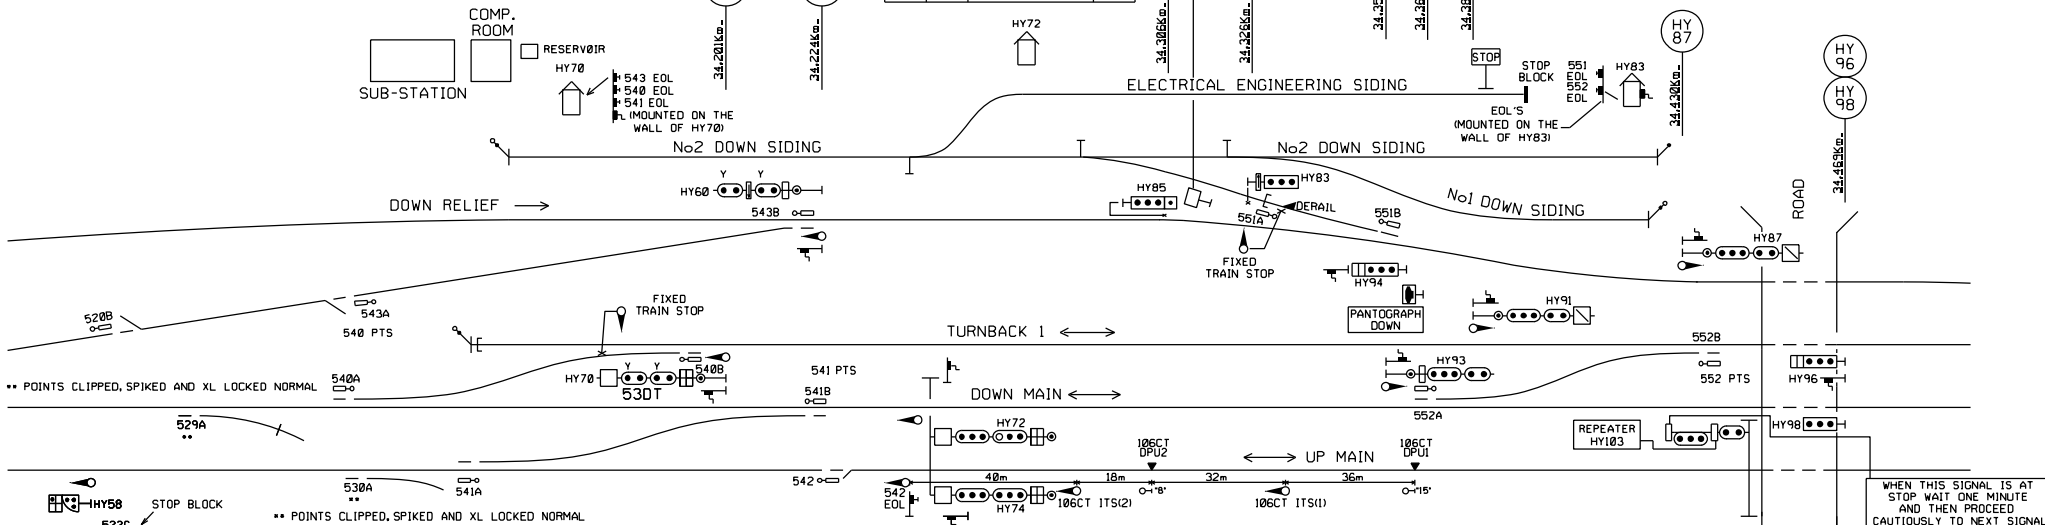 COMP.
ROOM
SUB-STATION
RESERVOIR
HY70
543 EOL
540 EOL
541 EOL
(MOUNTED ON THE
WALL OF HY70)
34.201Km
34.224Km
HY72
34.306Km
34.326Km
STOP
STOP
BLOCK
551
EOL
552
EOL
HY83
EOL'S
(MOUNTED ON THE
WALL OF HY83)
HY
87
34.430Km
HY
96
HY
98
34.469Km
ELECTRICAL ENGINEERING SIDING
No2 DOWN SIDING
No2 DOWN SIDING
No1 DOWN SIDING
ROAD
Y Y
HY60
543B
DOWN RELIEF
HY85
HY83
DERAIL
551A
551B
FIXED
TRAIN STOP
HY87
HY94
PANTOGRAPH
DOWN
HY91
520B
543A
540 PTS
FIXED
TRAIN STOP
TURNBACK 1
552B
** POINTS CLIPPED, SPIKED AND XL LOCKED NORMAL
540A
Y Y
HY70
53DT
540B
541 PTS
541B
HY93
552 PTS
HY96
DOWN MAIN
552A
529A
**
HY72
106CT
DPU2
106CT
DPU1
UP MAIN
REPEATER
HY103
HY98
40m
18m
32m
36m
HY58
STOP BLOCK
530A
**
541A
542
542
EOL
HY74
106CT ITS(2)
"8"
106CT ITS(1)
"15"
** POINTS CLIPPED, SPIKED AND XL LOCKED NORMAL
WHEN THIS SIGNAL IS AT
STOP WAIT ONE MINUTE
AND THEN PROCEED
CAUTIOUSLY TO NEXT SIGNAL